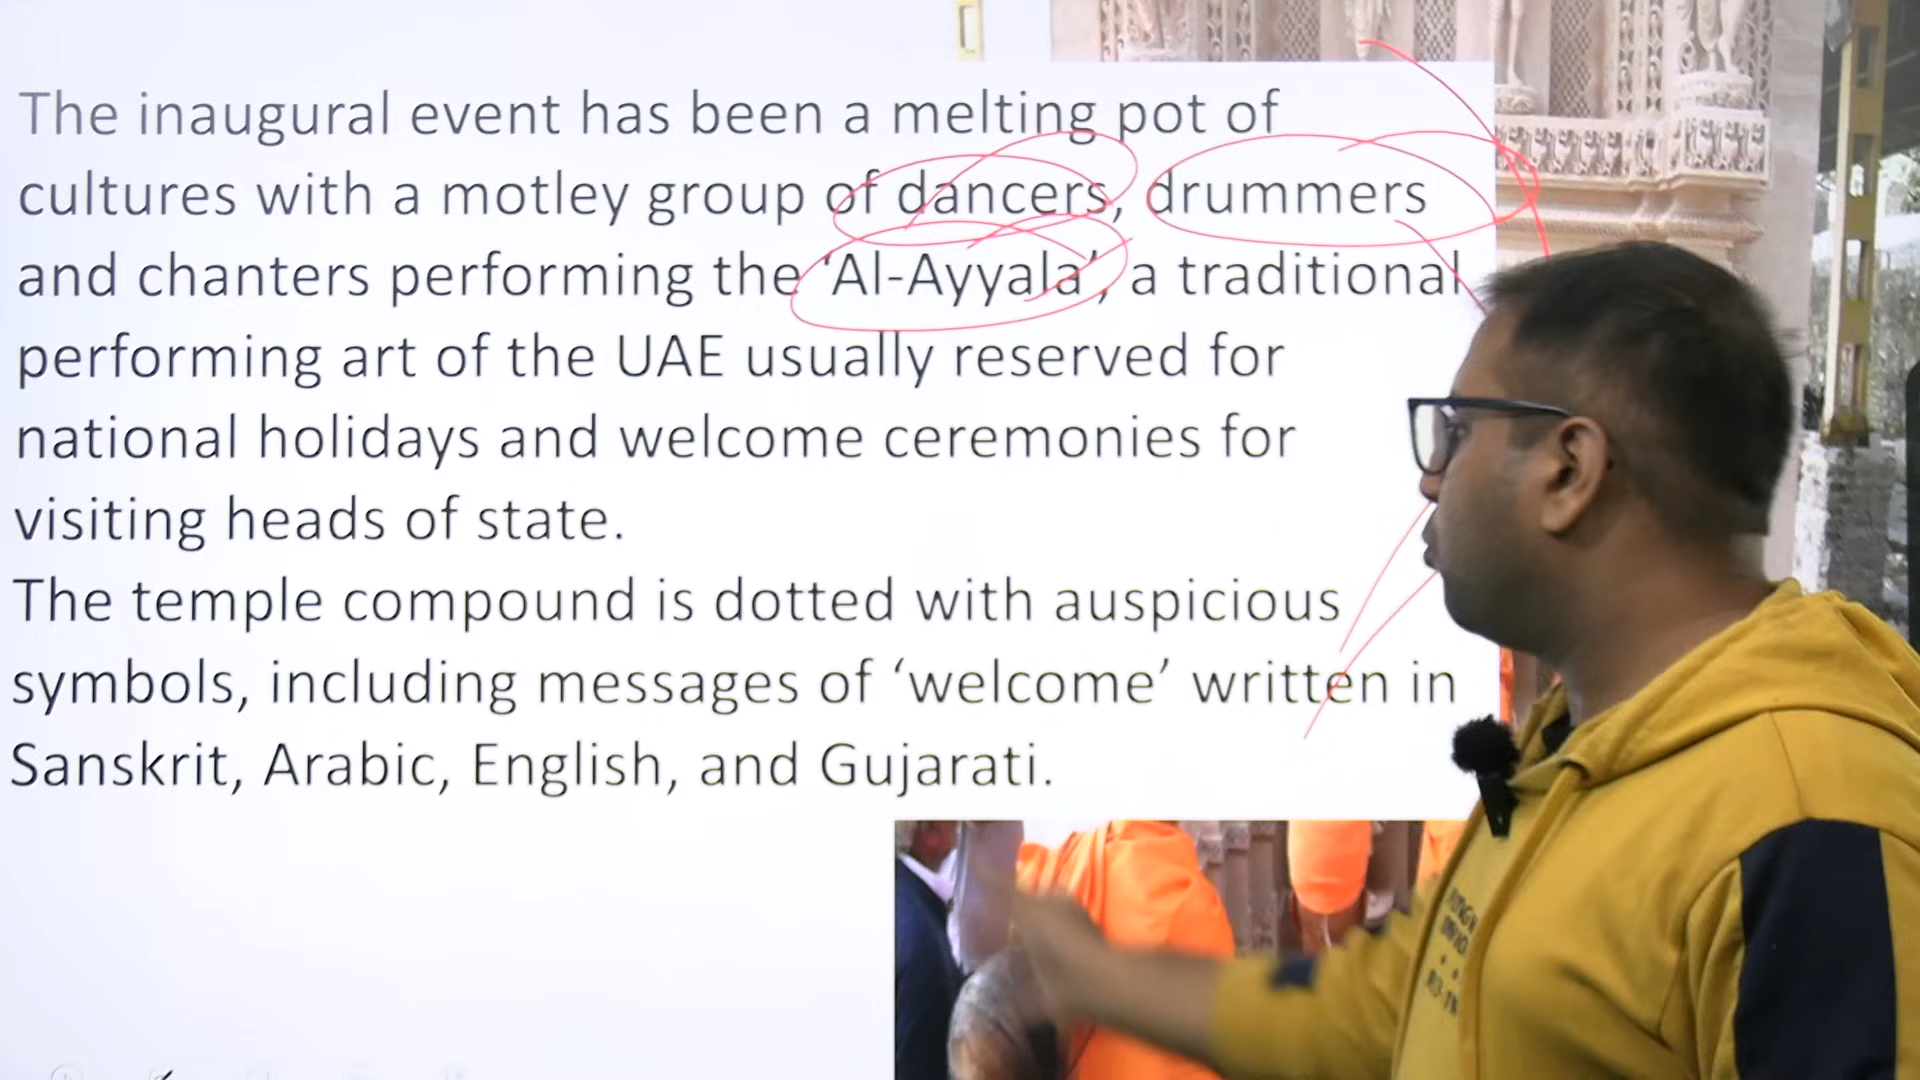 The inaugural event has been a melting pot of
cultures with a motley group of dancers, drummers
and chanters performing the ‘Al-Ayyala’, a traditional
performing art of the UAE usually reserved for
national holidays and welcome ceremonies for
visiting heads of state.
The temple compound is dotted with auspicious
symbols, including messages of ‘welcome’ written in
Sanskrit, Arabic, English, and Gujarati.